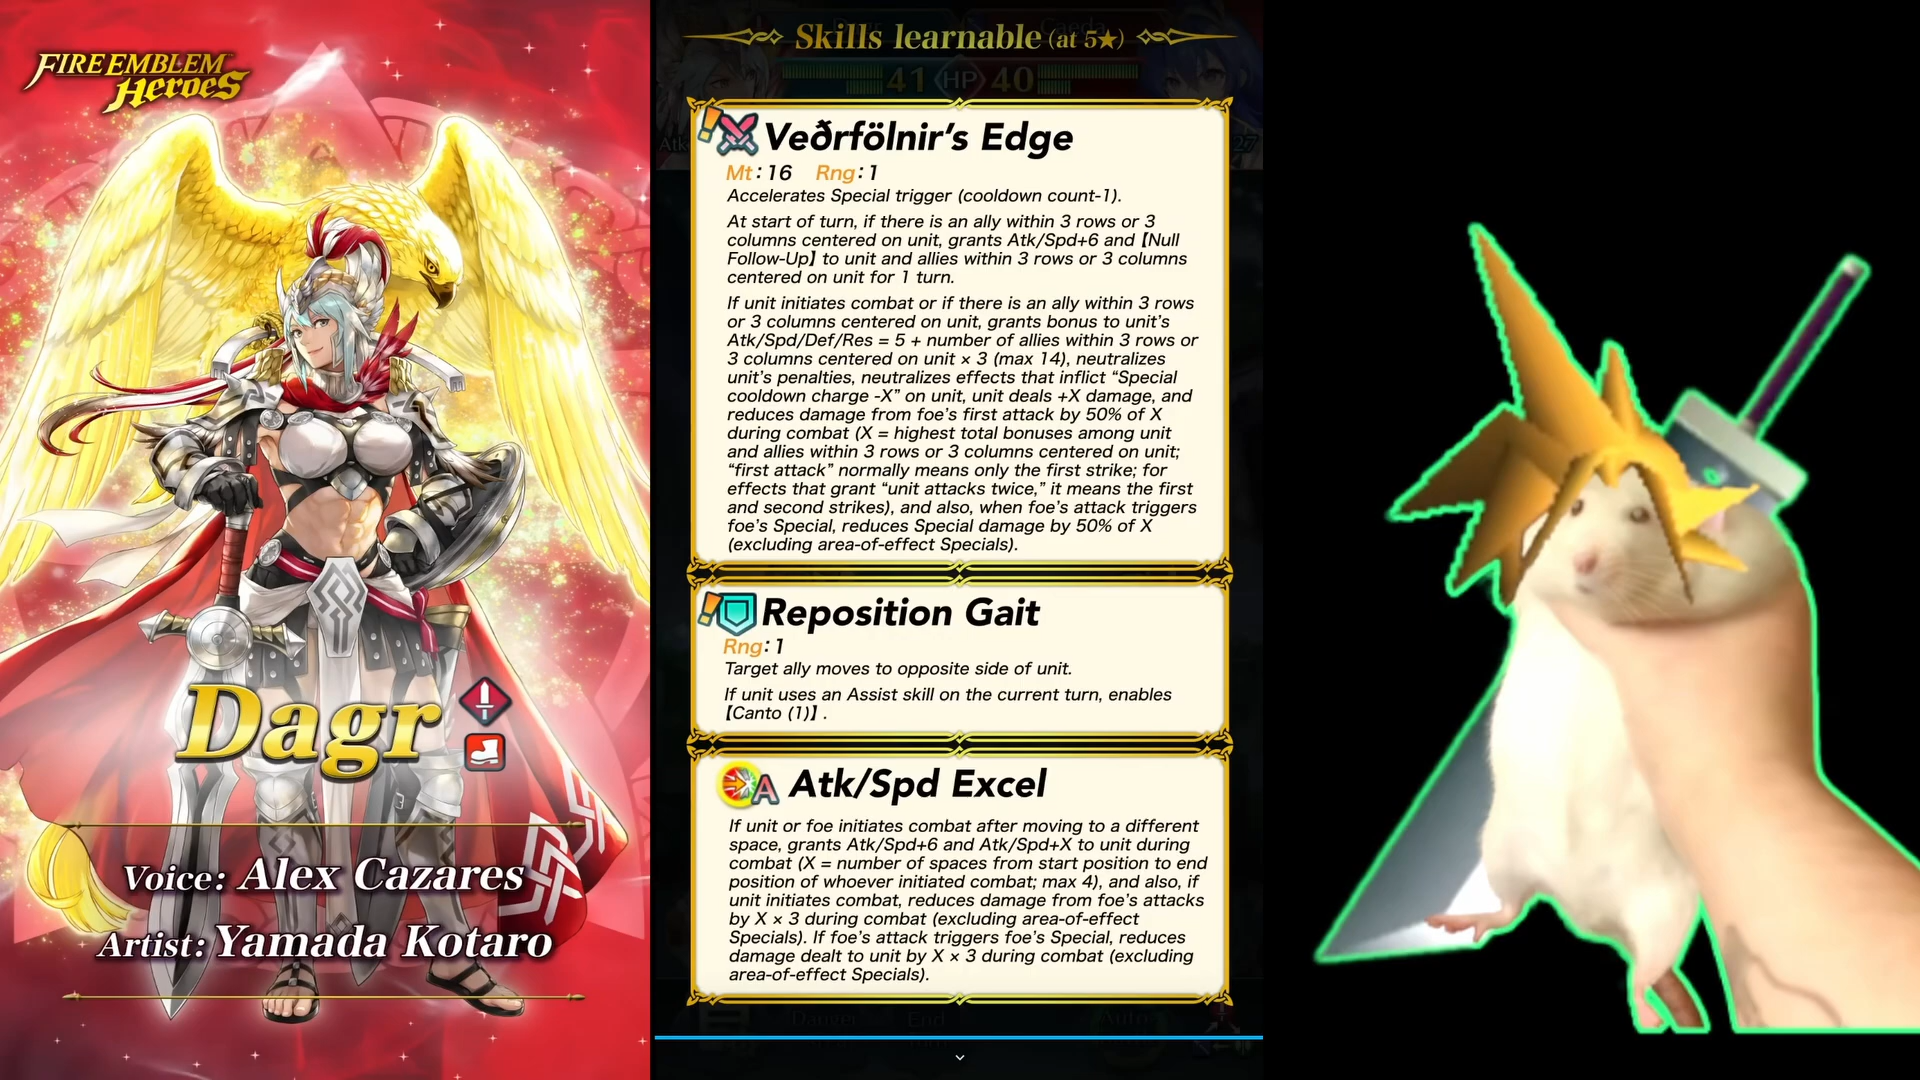 FIRE EMBLEM
Heroes
Dagr
Voice: Alex Cazares
Artist: Yamada Kotaro
Skills learnable (at 5★)
41 HP 40
Atk
27
Veðrfölnir’s Edge
Mt: 16 Rng: 1
Accelerates Special trigger (cooldown count-1).
At start of turn, if there is an ally within 3 rows or 3
columns centered on unit, grants Atk/Spd+6 and【Null
Follow-Up】to unit and allies within 3 rows or 3 columns
centered on unit for 1 turn.
If unit initiates combat or if there is an ally within 3 rows
or 3 columns centered on unit, grants bonus to unit’s
Atk/Spd/Def/Res = 5 + number of allies within 3 rows or
3 columns centered on unit × 3 (max 14), neutralizes
unit’s penalties, neutralizes effects that inflict “Special
cooldown charge -X” on unit, unit deals +X damage, and
reduces damage from foe’s first attack by 50% of X
during combat (X = highest total bonuses among unit
and allies within 3 rows or 3 columns centered on unit;
“first attack” normally means only the first strike; for
effects that grant “unit attacks twice,” it means the first
and second strikes), and also, when foe’s attack triggers
foe’s Special, reduces Special damage by 50% of X
(excluding area-of-effect Specials).
Reposition Gait
Rng: 1
Target ally moves to opposite side of unit.
If unit uses an Assist skill on the current turn, enables
【Canto (1)】.
A Atk/Spd Excel
If unit or foe initiates combat after moving to a different
space, grants Atk/Spd+6 and Atk/Spd+X to unit during
combat (X = number of spaces from start position to end
position of whoever initiated combat; max 4), and also, if
unit initiates combat, reduces damage from foe’s attacks
by X × 3 during combat (excluding area-of-effect
Specials). If foe’s attack triggers foe’s Special, reduces
damage dealt to unit by X × 3 during combat (excluding
area-of-effect Specials).
Danger End Auto